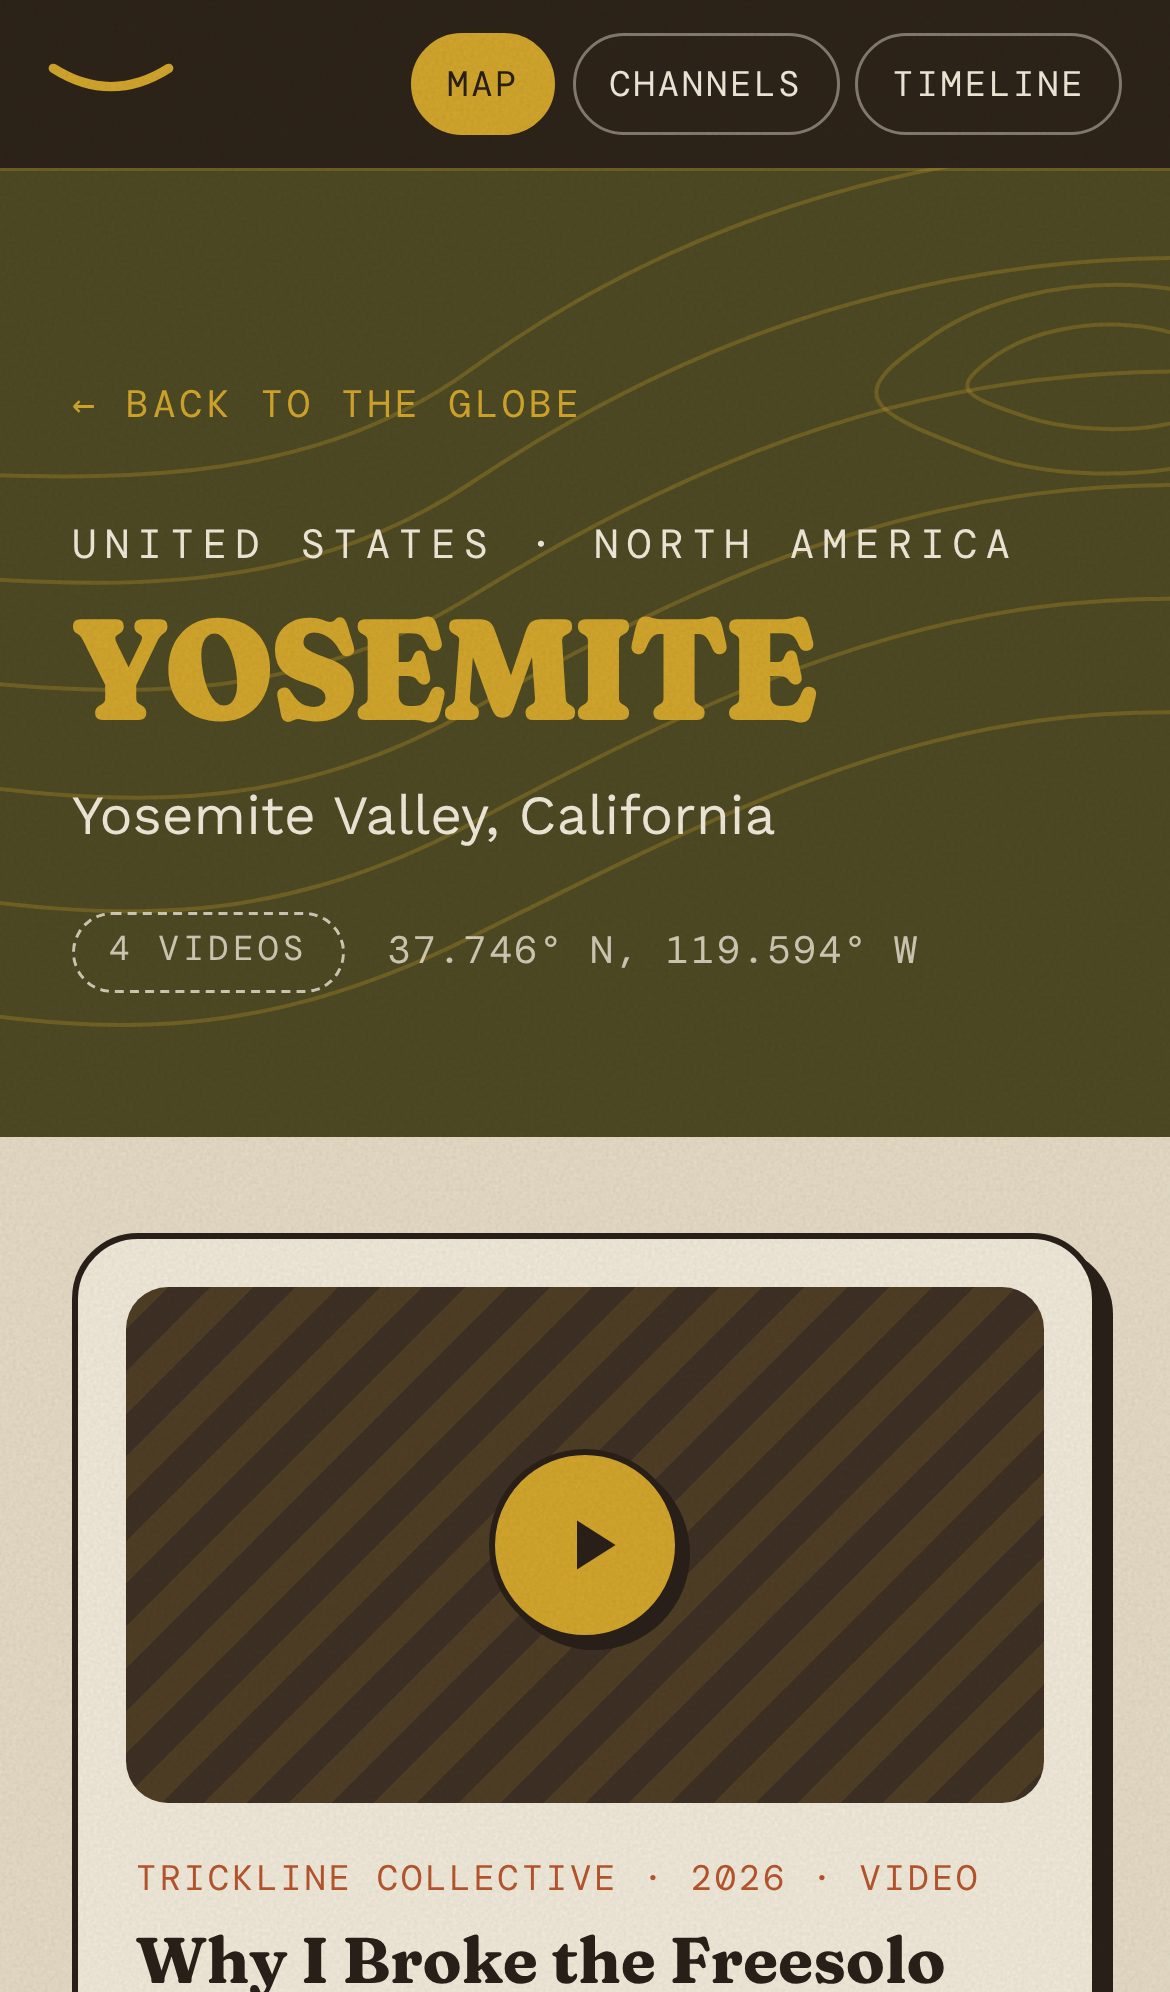 MAP CHANNELS TIMELINE
← BACK TO THE GLOBE
UNITED STATES · NORTH AMERICA
YOSEMITE
Yosemite Valley, California
4 VIDEOS 37.746° N, 119.594° W
TRICKLINE COLLECTIVE · 2026 · VIDEO
Why I Broke the Freesolo